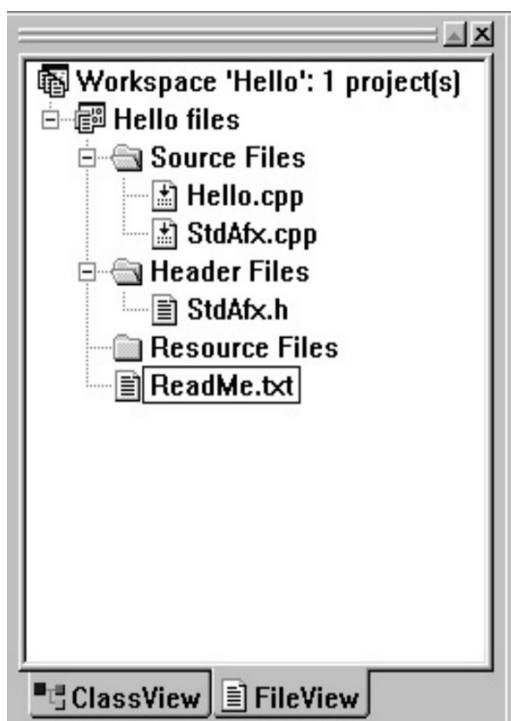 Workspace 'Hello': 1 project(s)
Hello files
Source Files
Hello.cpp
StdAfx.cpp
Header Files
StdAfx.h
Resource Files
ReadMe.txt
ClassView FileView